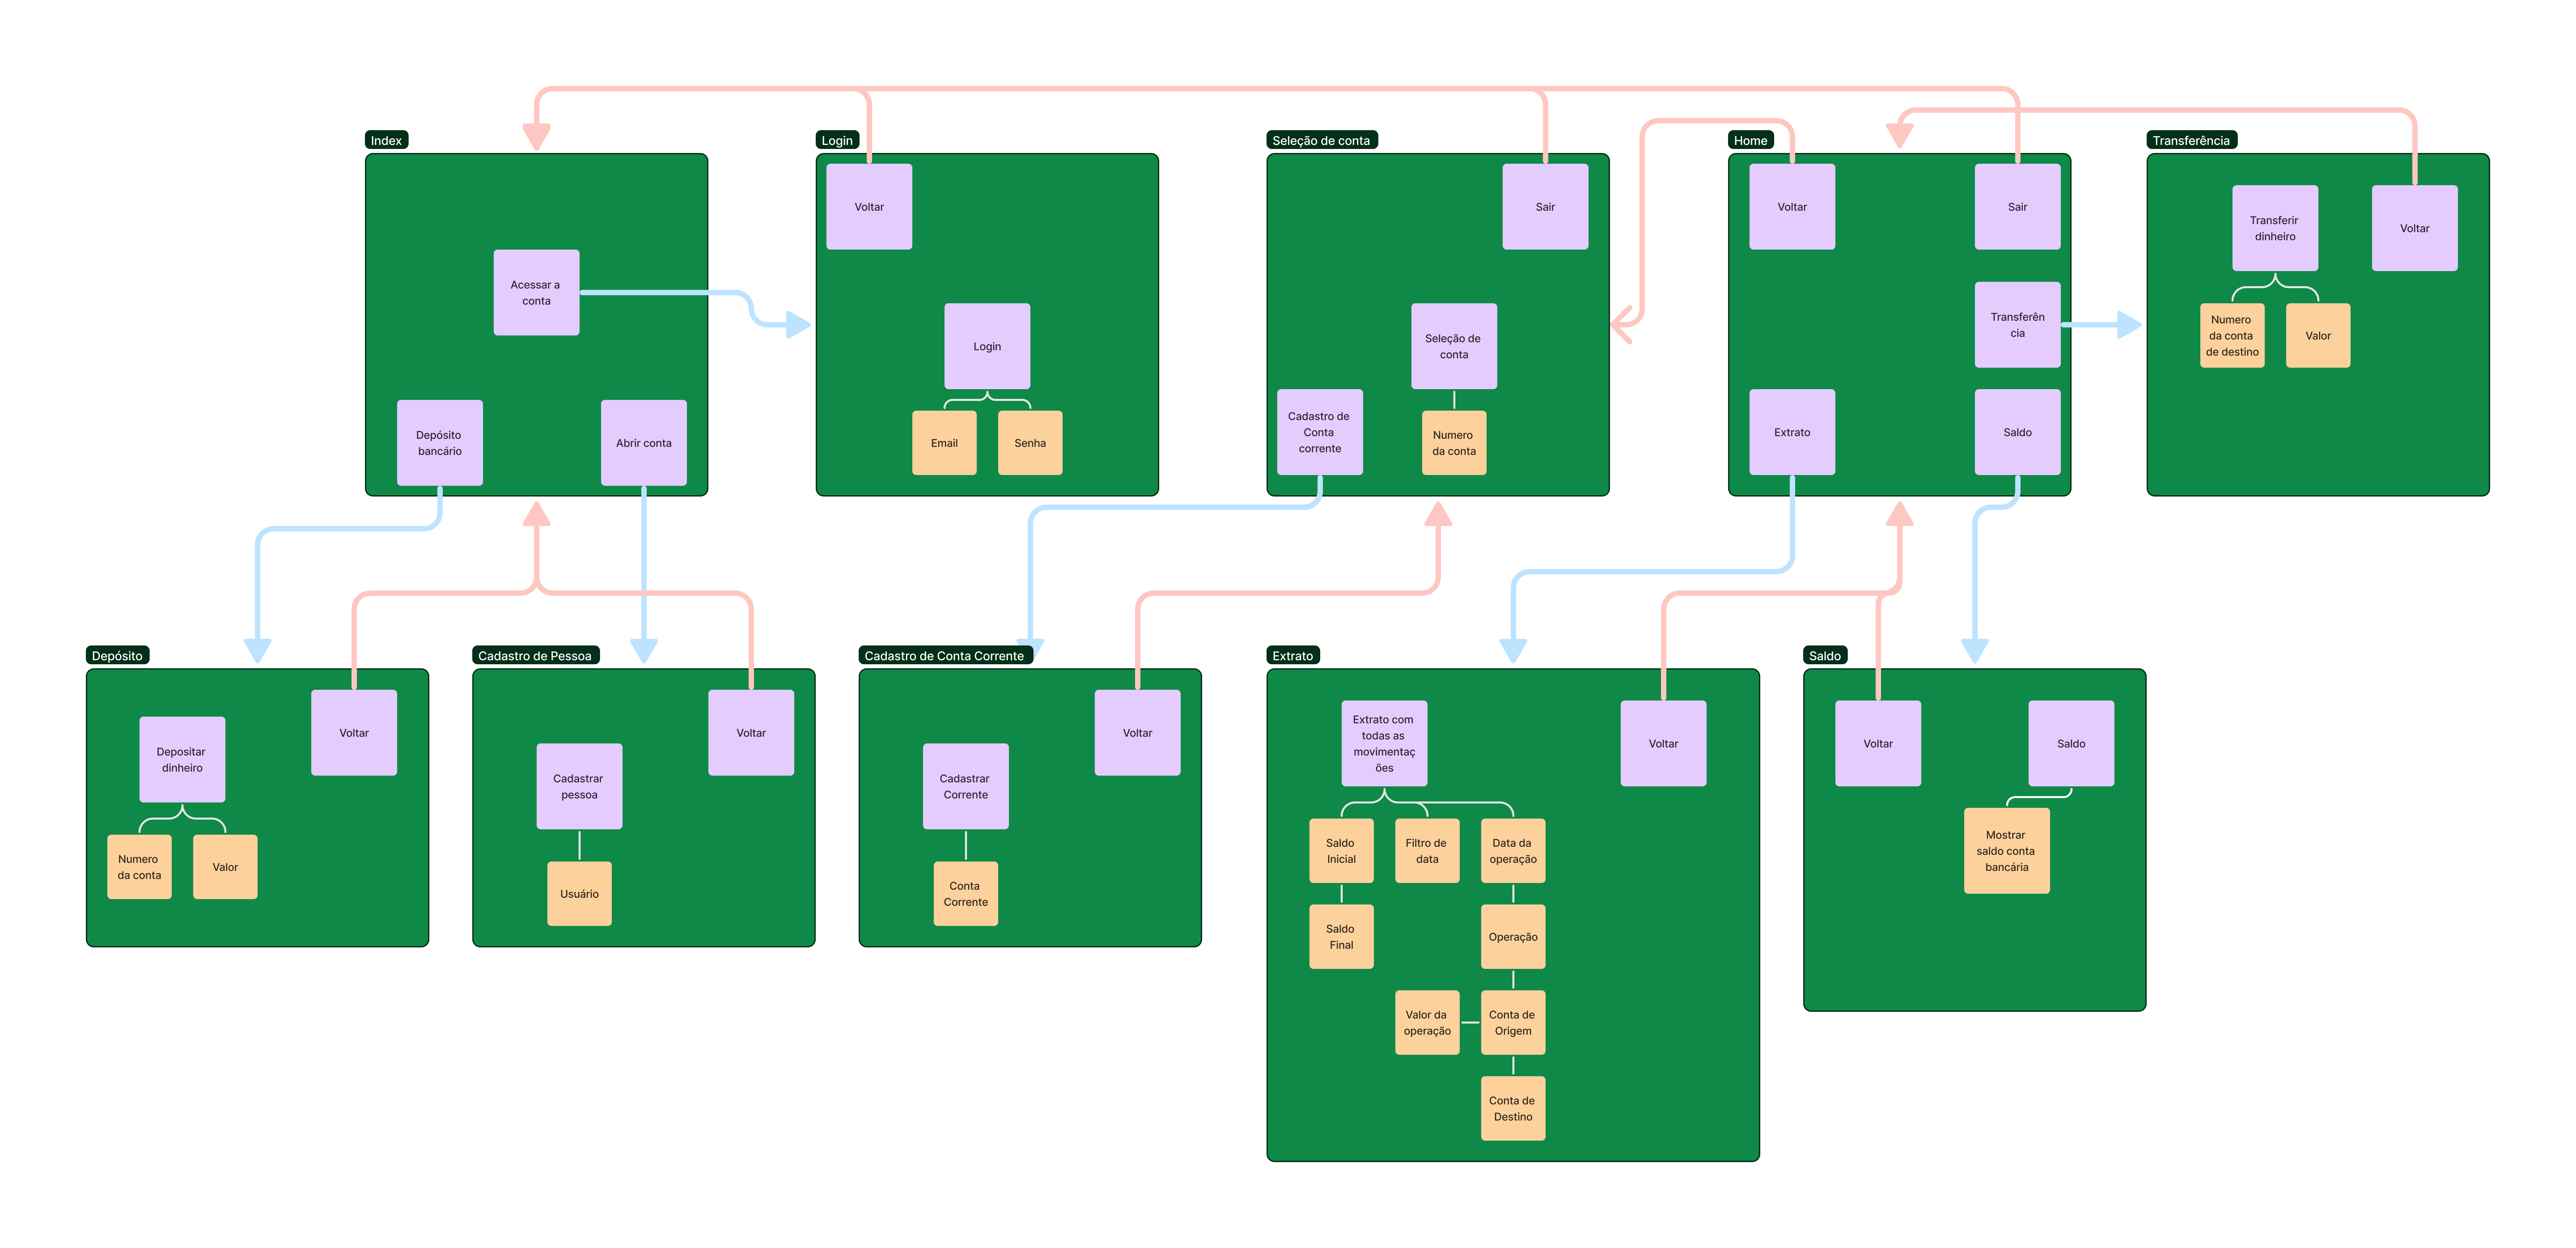 Index
Acessar a
conta
Depósito
bancário
Abrir conta
Login
Voltar
Login
Email
Senha
Seleção de conta
Sair
Seleção de
conta
Cadastro de
Conta
corrente
Numero
da conta
Home
Voltar
Sair
Transferên
cia
Extrato
Saldo
Transferência
Transferir
dinheiro
Voltar
Numero
da conta
de destino
Valor
Depósito
Voltar
Depositar
dinheiro
Numero
da conta
Valor
Cadastro de Pessoa
Voltar
Cadastrar
pessoa
Usuário
Cadastro de Conta Corrente
Voltar
Cadastrar
Corrente
Conta
Corrente
Extrato
Extrato com
todas as
movimentaç
ões
Voltar
Saldo
Inicial
Filtro de
data
Data da
operação
Saldo
Final
Operação
Valor da
operação
Conta de
Origem
Conta de
Destino
Saldo
Voltar
Saldo
Mostrar
saldo conta
bancária